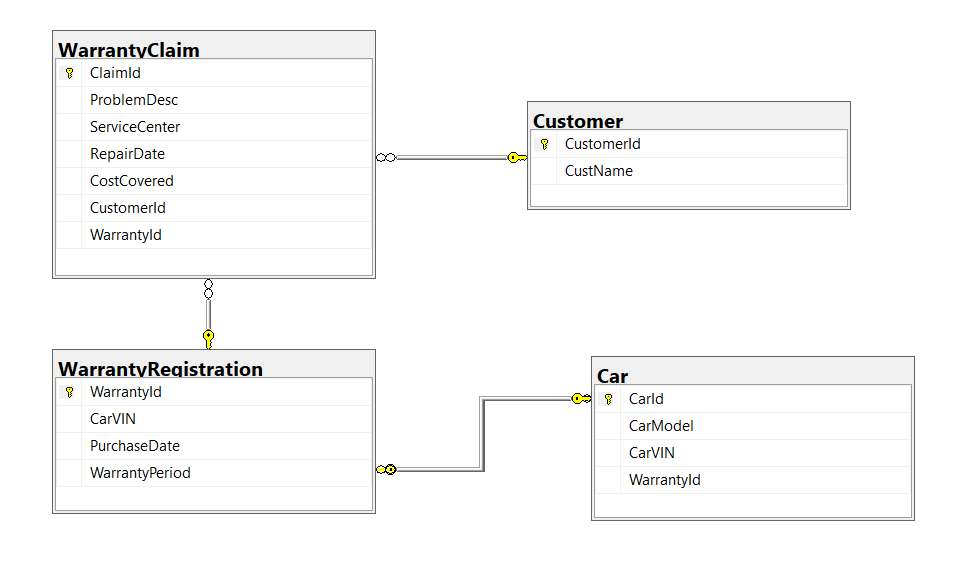 WarrantyClaim
ClaimId
ProblemDesc
ServiceCenter
RepairDate
CostCovered
CustomerId
WarrantyId
Customer
CustomerId
CustName
WarrantyRegistration
WarrantyId
CarVIN
PurchaseDate
WarrantyPeriod
Car
CarId
CarModel
CarVIN
WarrantyId